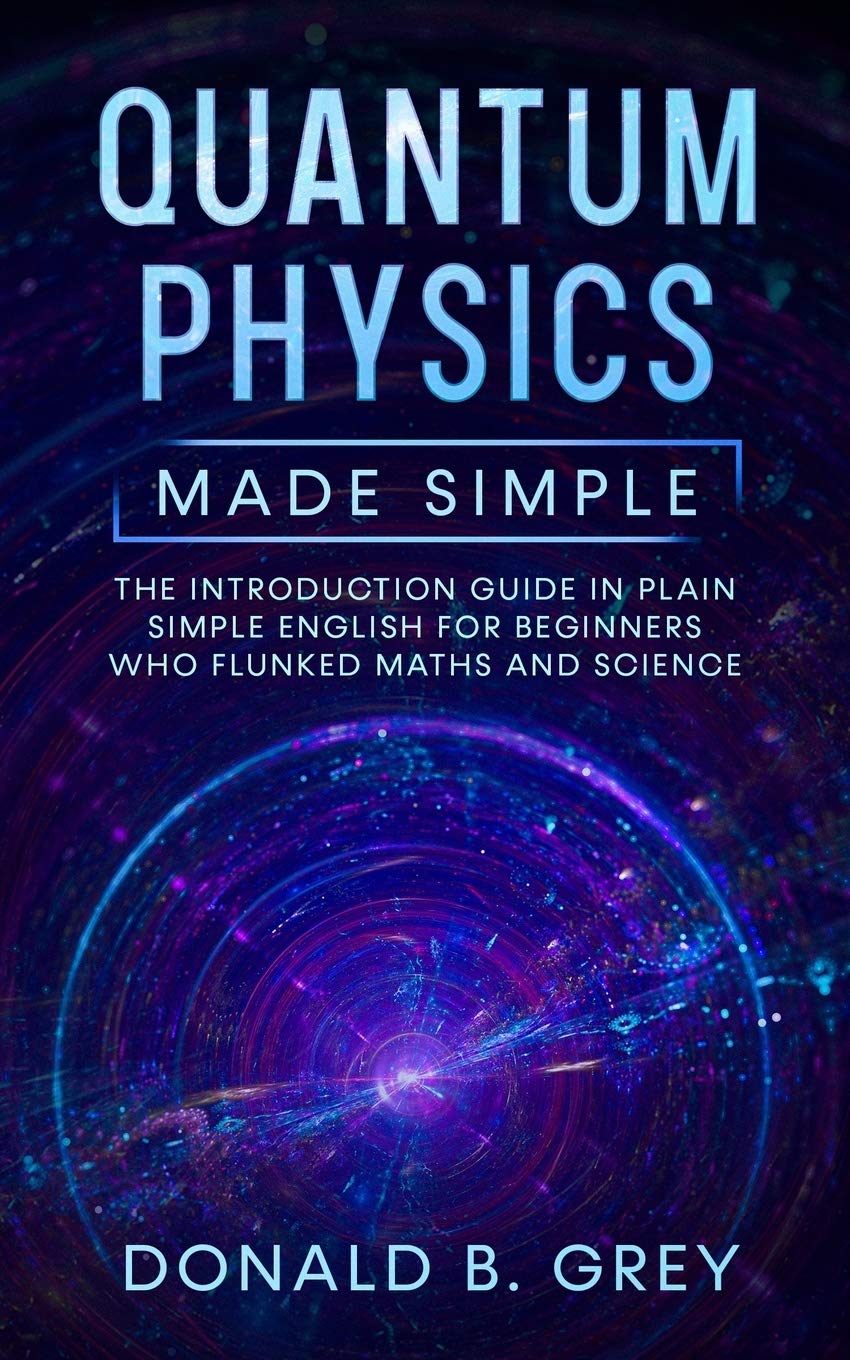 QUANTUM
PHYSICS
MADE SIMPLE
THE INTRODUCTION GUIDE IN PLAIN
SIMPLE ENGLISH FOR BEGINNERS
WHO FLUNKED MATHS AND SCIENCE
DONALD B. GREY